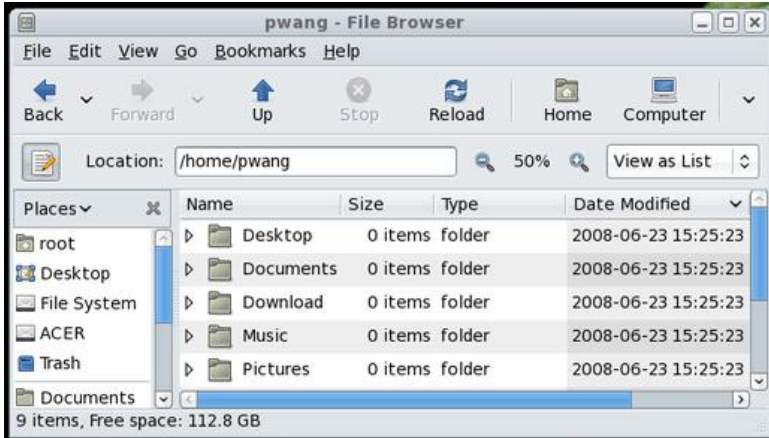 pwang - File Browser
File Edit View Go Bookmarks Help
Back Forward Up Stop Reload Home Computer
Location: /home/pwang 50% View as List
Places Name Size Type Date Modified
root Desktop 0 items folder 2008-06-23 15:25:23
Desktop Documents 0 items folder 2008-06-23 15:25:23
File System Download 0 items folder 2008-06-23 15:25:23
ACER Music 0 items folder 2008-06-23 15:25:23
Trash Pictures 0 items folder 2008-06-23 15:25:23
Documents
9 items, Free space: 112.8 GB